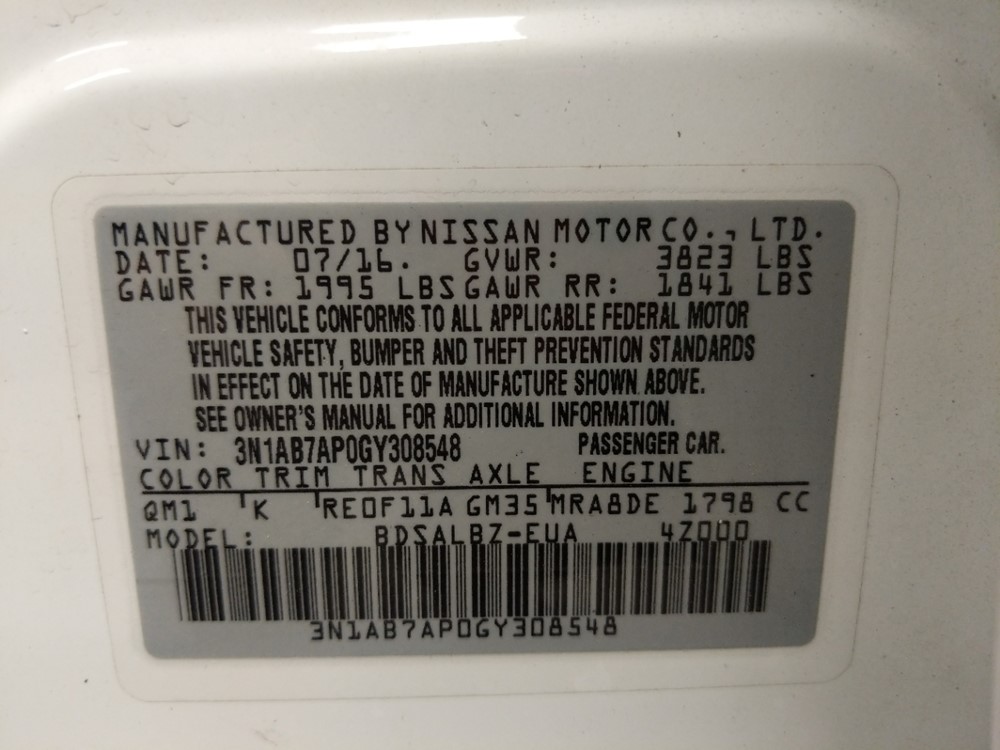 MANUFACTURED BY NISSAN MOTOR CO., LTD.
DATE: 07/16. GVWR: 3823 LBS
GAWR FR: 1995 LBS GAWR RR: 1841 LBS
THIS VEHICLE CONFORMS TO ALL APPLICABLE FEDERAL MOTOR
VEHICLE SAFETY, BUMPER AND THEFT PREVENTION STANDARDS
IN EFFECT ON THE DATE OF MANUFACTURE SHOWN ABOVE.
SEE OWNER'S MANUAL FOR ADDITIONAL INFORMATION.
VIN: 3N1AB7AP0GY308548 PASSENGER CAR.
COLOR TRIM TRANS AXLE ENGINE
QM1 K RE0F11A GM35 MRA8DE 1798 CC
MODEL: BDSALBZ-EUA 4Z000
3N1AB7AP0GY308548